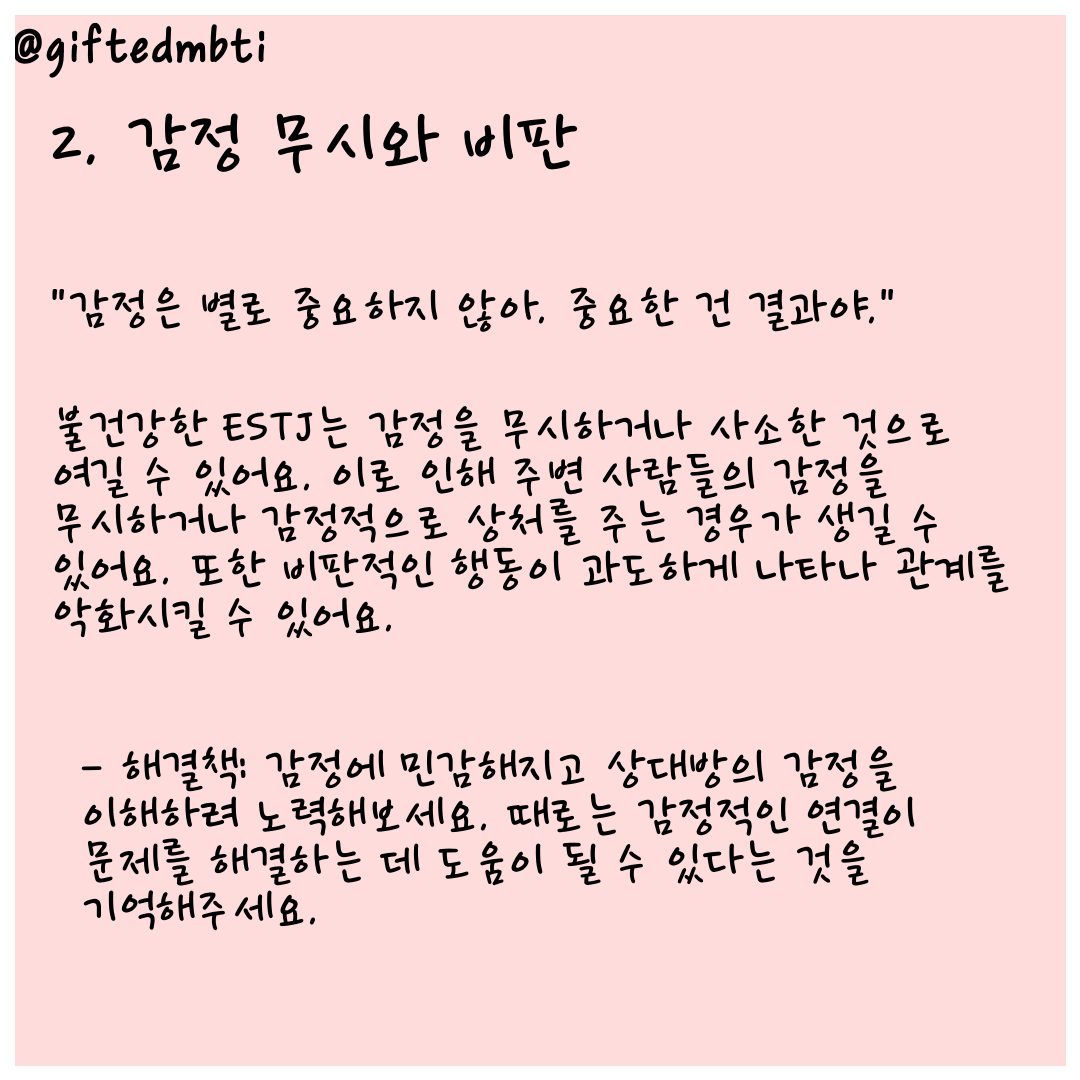 @giftedmbti
2. 감정 무시와 비판
"감정은 별로 중요하지 않아. 중요한 건 결과야."
불건강한 ESTJ는 감정을 무시하거나 사소한 것으로
여길 수 있어요. 이로 인해 주변 사람들의 감정을
무시하거나 감정적으로 상처를 주는 경우가 생길 수
있어요. 또한 비판적인 행동이 과도하게 나타나 관계를
악화시킬 수 있어요.
- 해결책: 감정에 민감해지고 상대방의 감정을
이해하려 노력해보세요. 때로는 감정적인 연결이
문제를 해결하는 데 도움이 될 수 있다는 것을
기억해주세요.